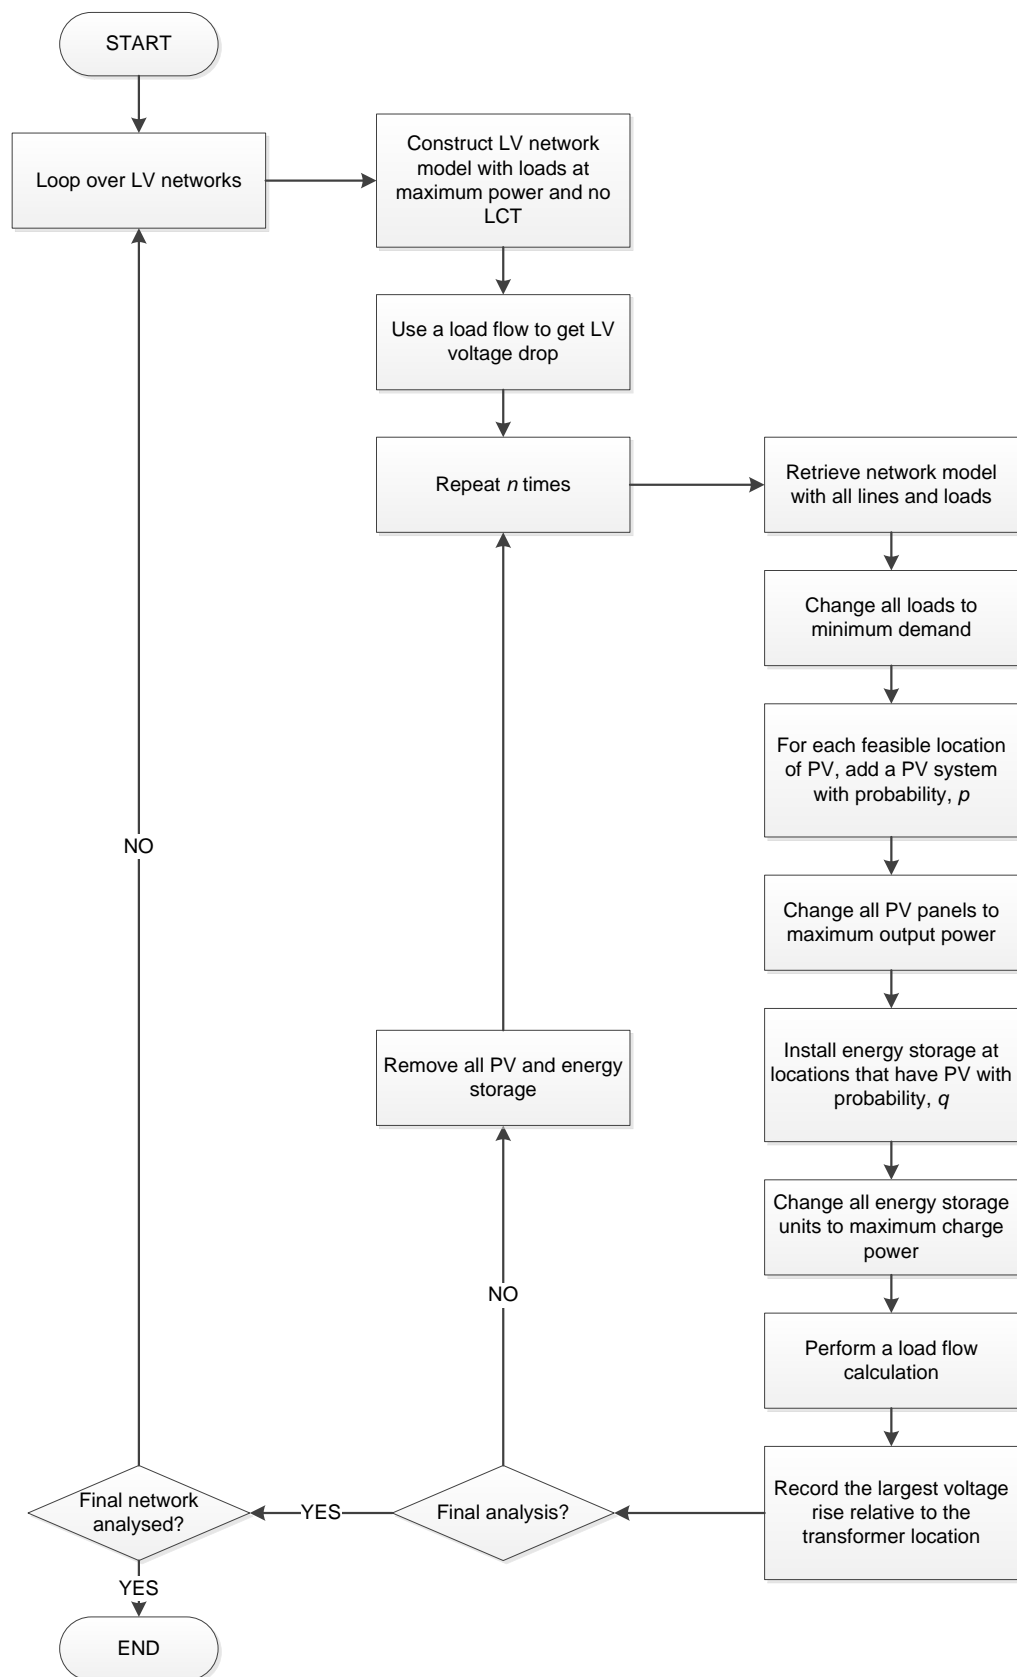 START
Loop over LV networks
Construct LV network
model with loads at
maximum power and no
LCT
Use a load flow to get LV
voltage drop
Repeat n times
Retrieve network model
with all lines and loads
Change all loads to
minimum demand
For each feasible location
of PV, add a PV system
with probability, p
Change all PV panels to
maximum output power
Install energy storage at
locations that have PV with
probability, q
Change all energy storage
units to maximum charge
power
Perform a load flow
calculation
Record the largest voltage
rise relative to the
transformer location
Final analysis?
NO
Remove all PV and energy
storage
YES
Final network
analysed?
NO
YES
END